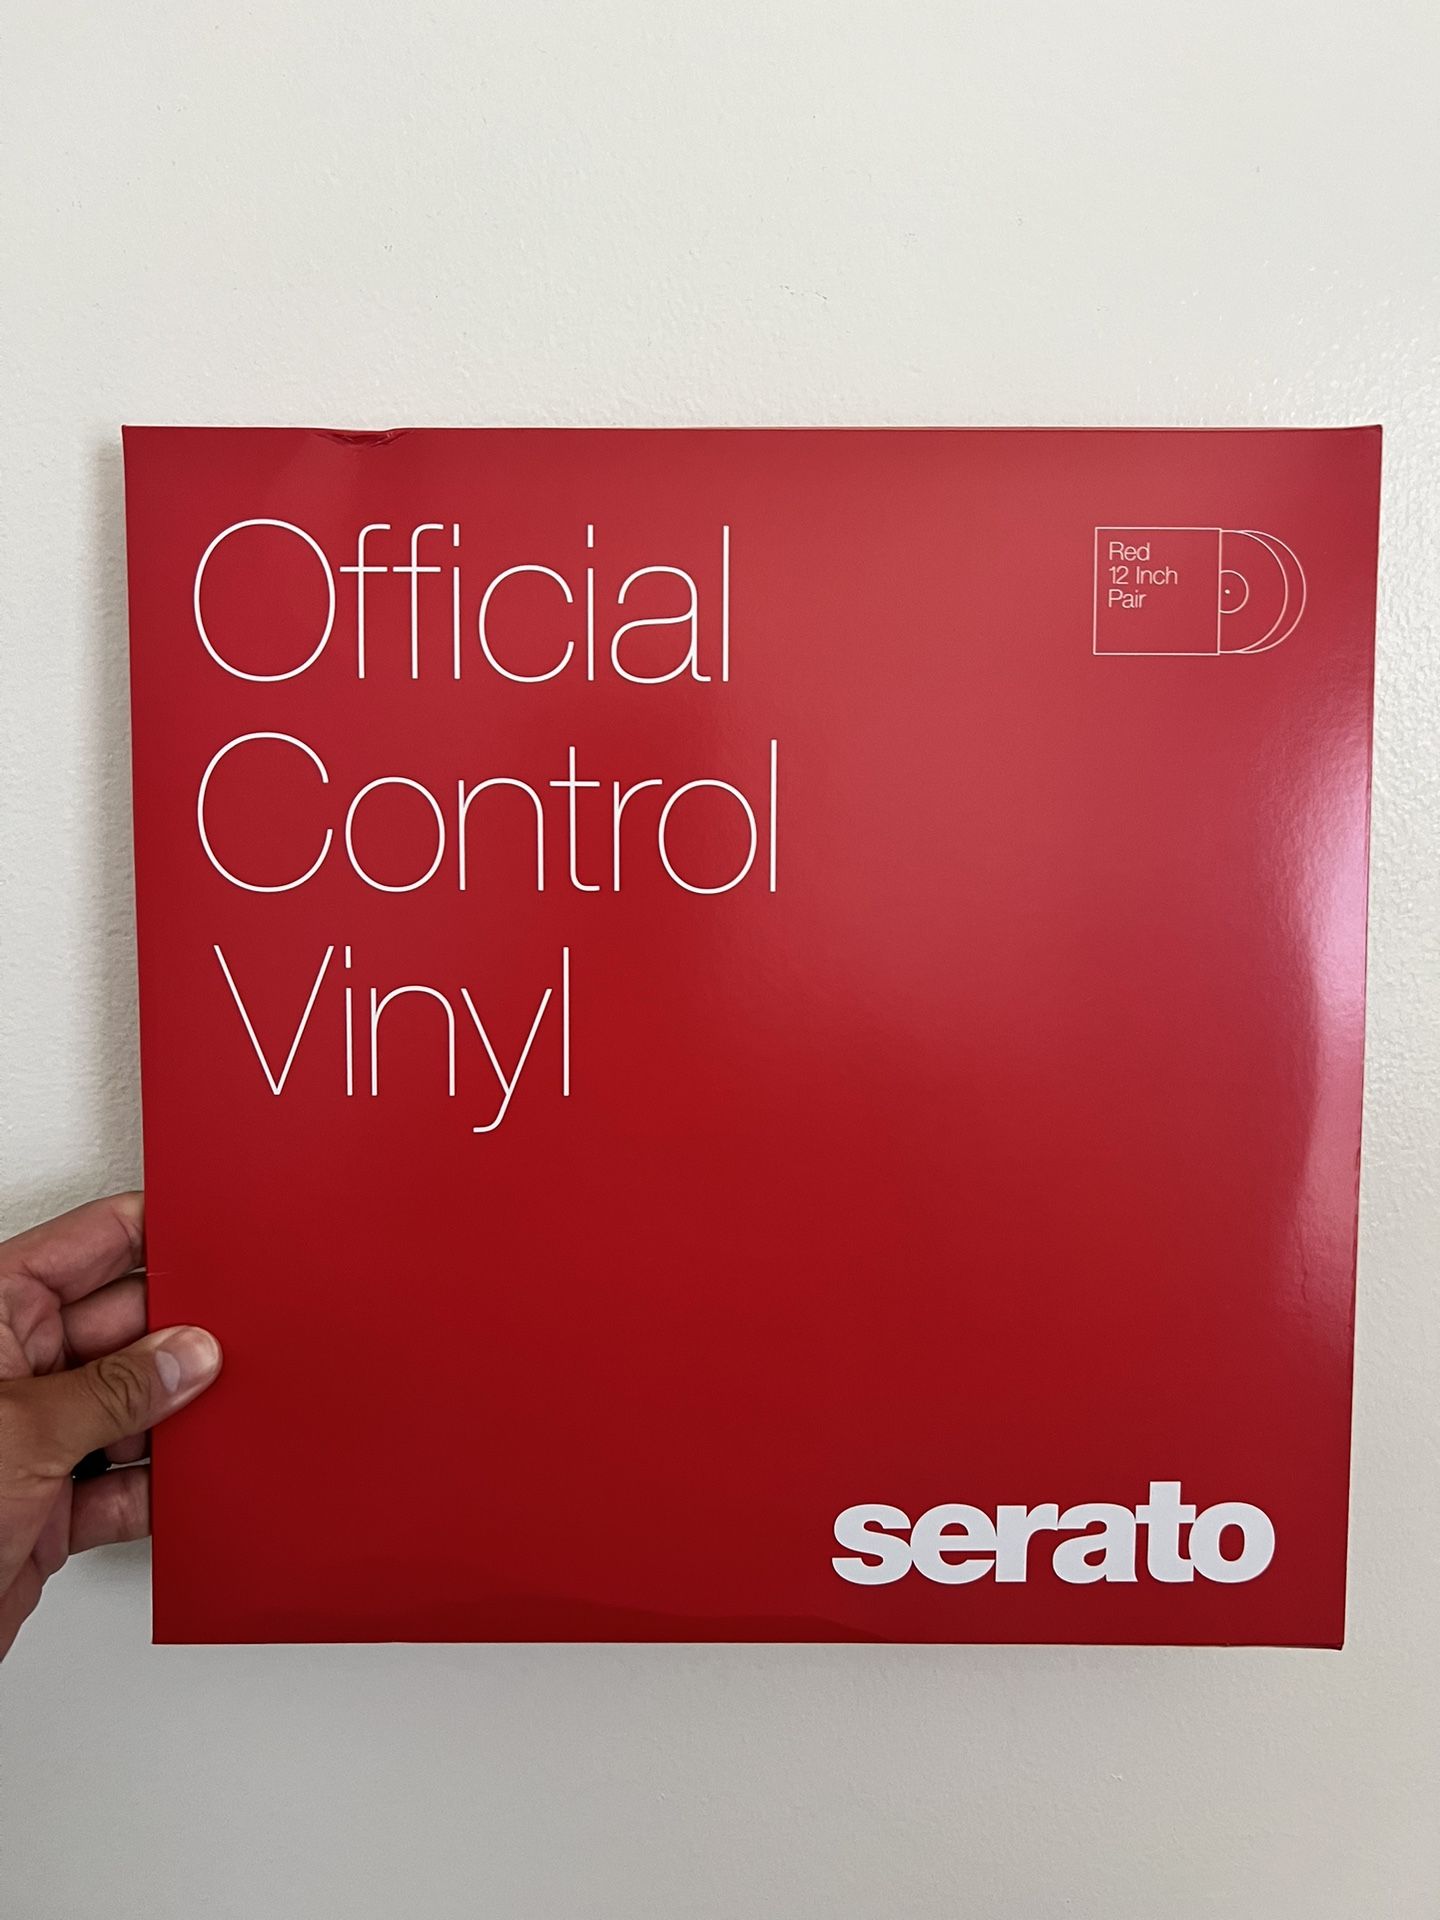 Official
Control
Vinyl
Red
12 Inch
Pair
serato